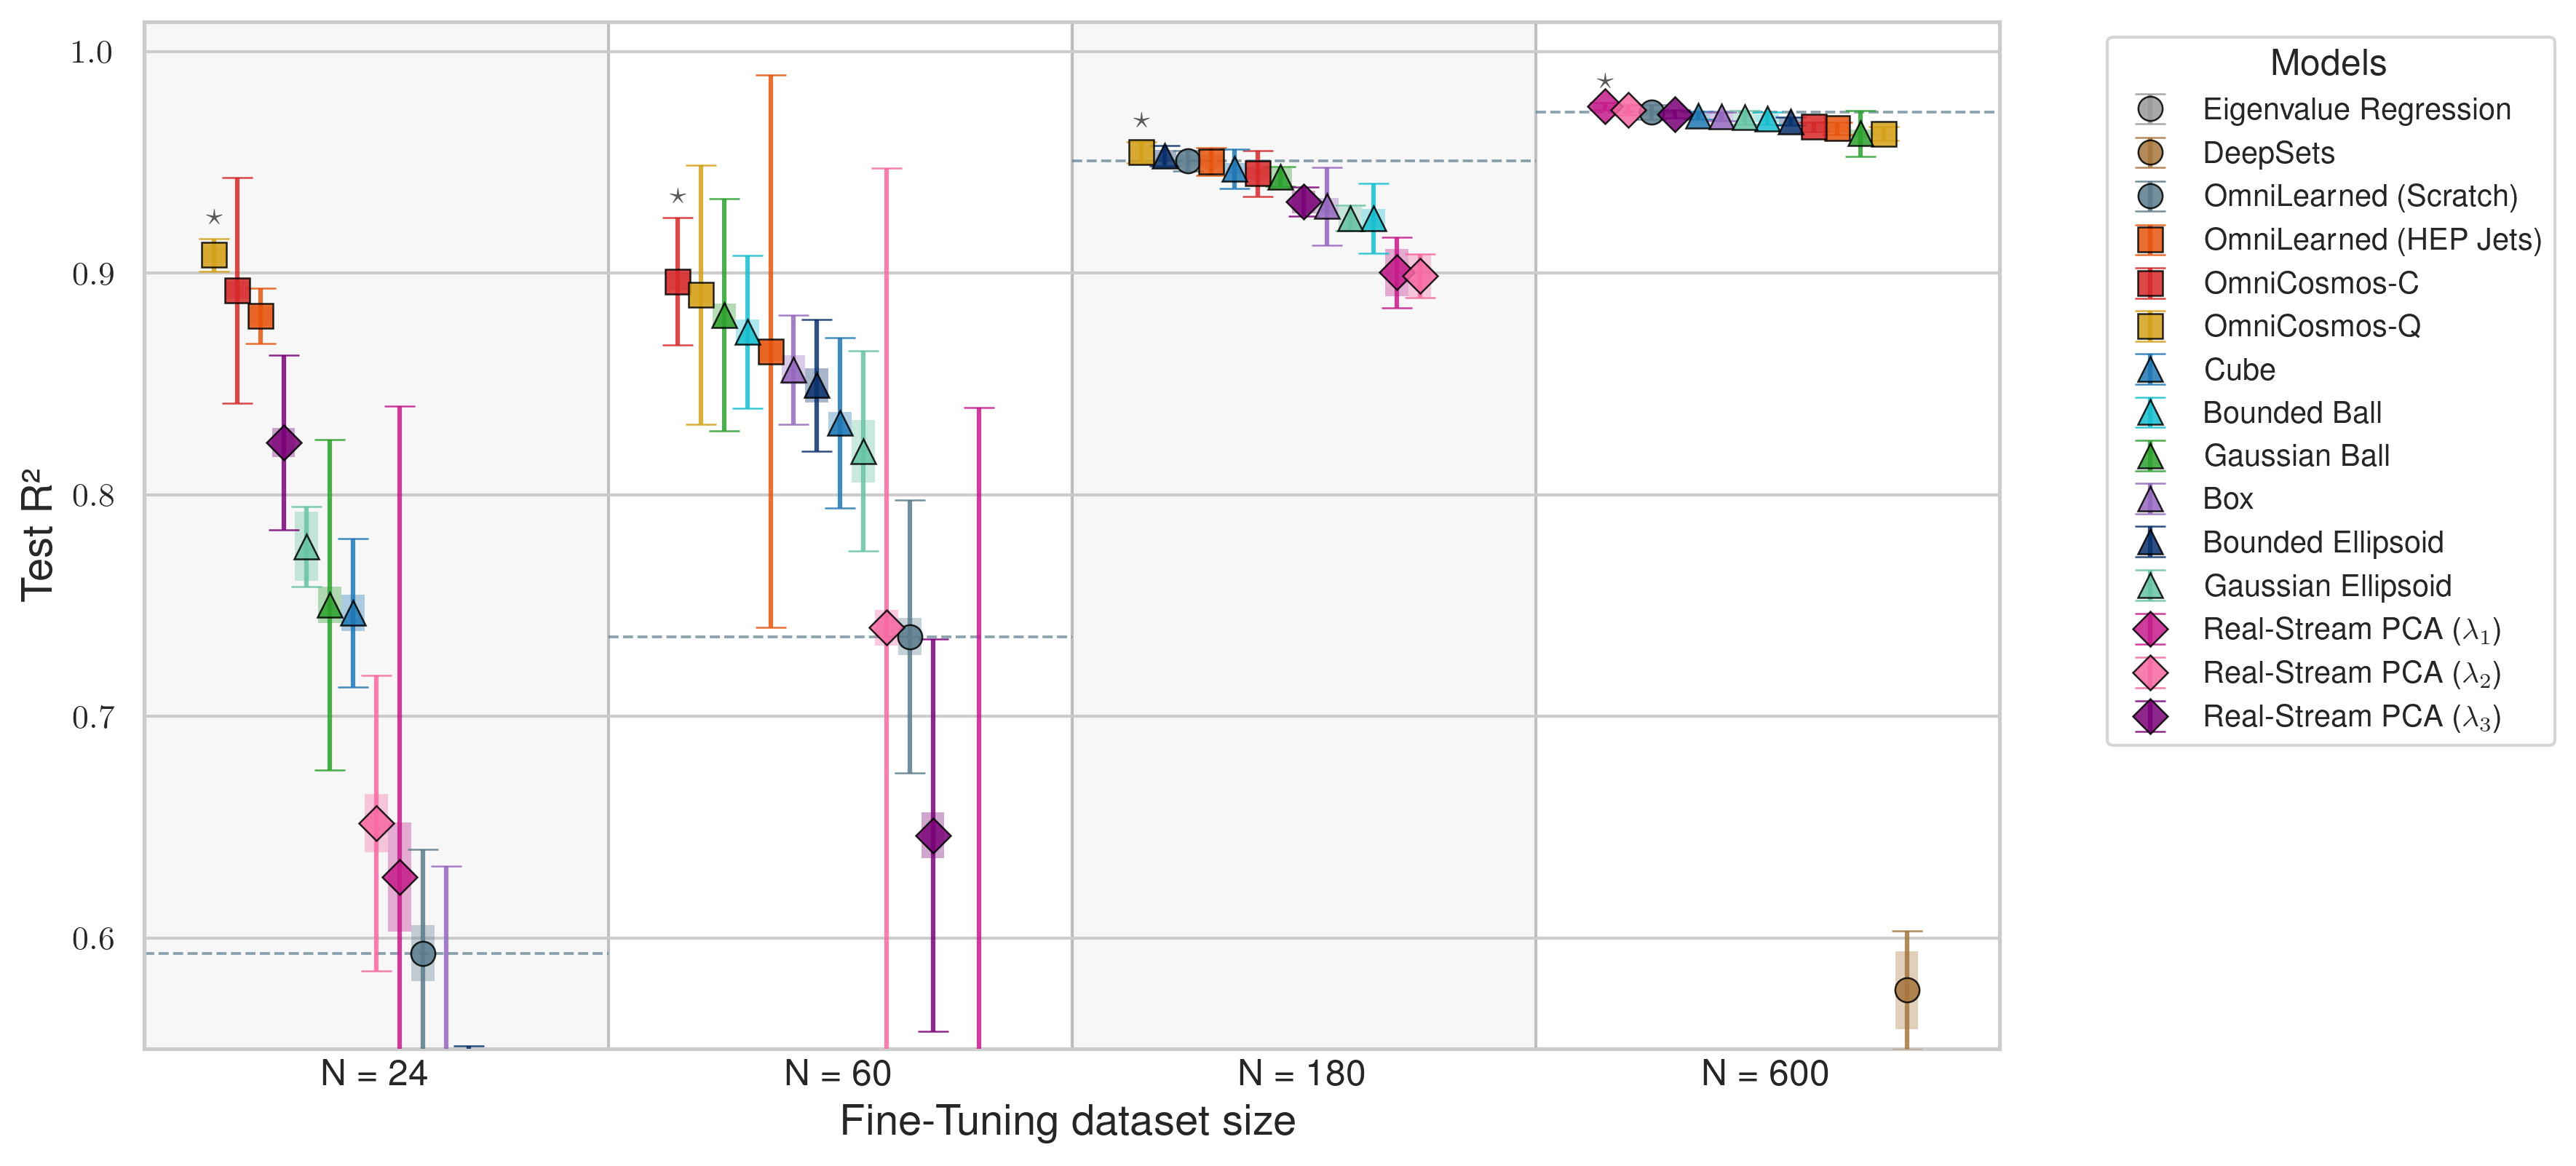 1.0
0.9
0.8
0.7
0.6
Test R²
N = 24
N = 60
N = 180
N = 600
Fine-Tuning dataset size
Models
Eigenvalue Regression
DeepSets
OmniLearned (Scratch)
OmniLearned (HEP Jets)
OmniCosmos-C
OmniCosmos-Q
Cube
Bounded Ball
Gaussian Ball
Box
Bounded Ellipsoid
Gaussian Ellipsoid
Real-Stream PCA (λ₁)
Real-Stream PCA (λ₂)
Real-Stream PCA (λ₃)